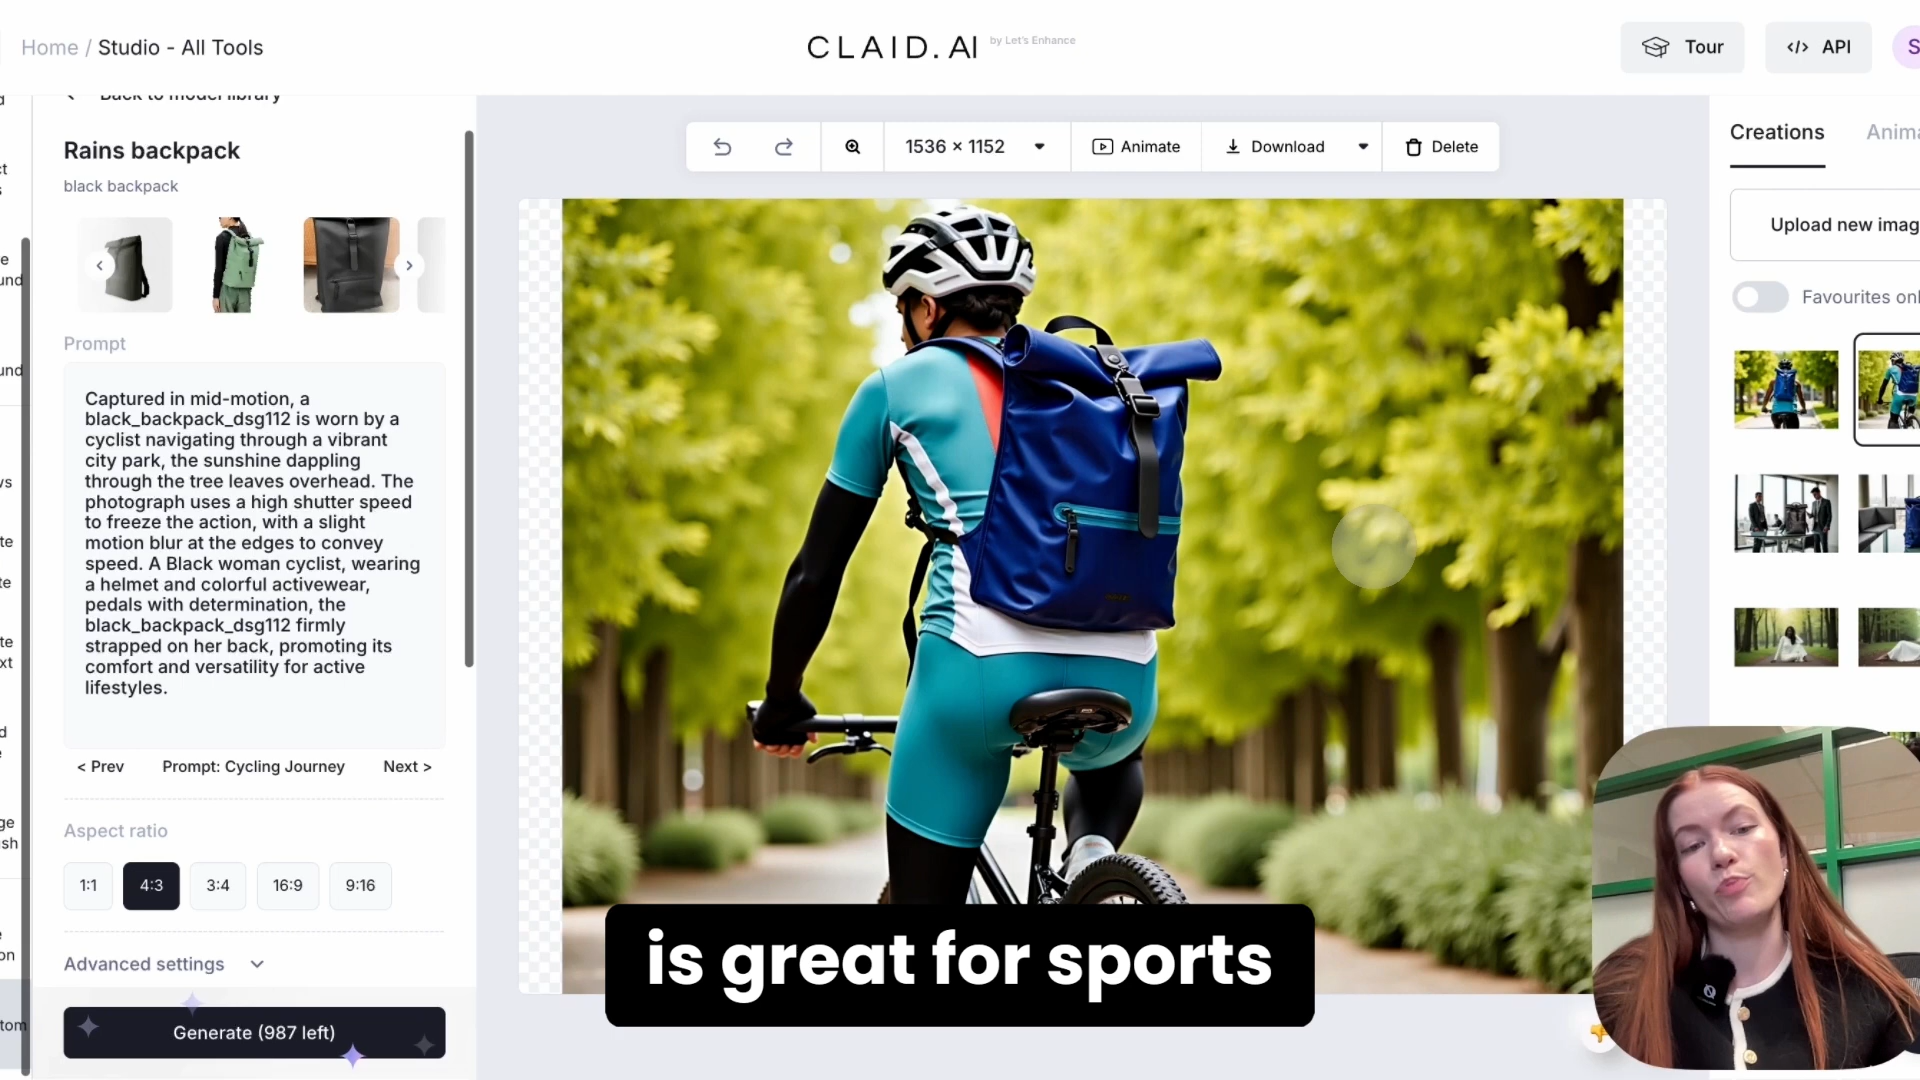 Home / Studio - All Tools
CLAID.AI by Let's Enhance
Tour
API
S
Back to model library
Rains backpack
black backpack
Prompt
Captured in mid-motion, a
black_backpack_dsg112 is worn by a
cyclist navigating through a vibrant
city park, the sunshine dappling
through the tree leaves overhead. The
photograph uses a high shutter speed
to freeze the action, with a slight
motion blur at the edges to convey
speed. A Black woman cyclist, wearing
a helmet and colorful activewear,
pedals with determination, the
black_backpack_dsg112 firmly
strapped on her back, promoting its
comfort and versatility for active
lifestyles.
< Prev
Prompt: Cycling Journey
Next >
Aspect ratio
1:1
4:3
3:4
16:9
9:16
Advanced settings
Generate (987 left)
1536 × 1152
Animate
Download
Delete
is great for sports
Creations
Anima
Upload new imag
Favourites onl